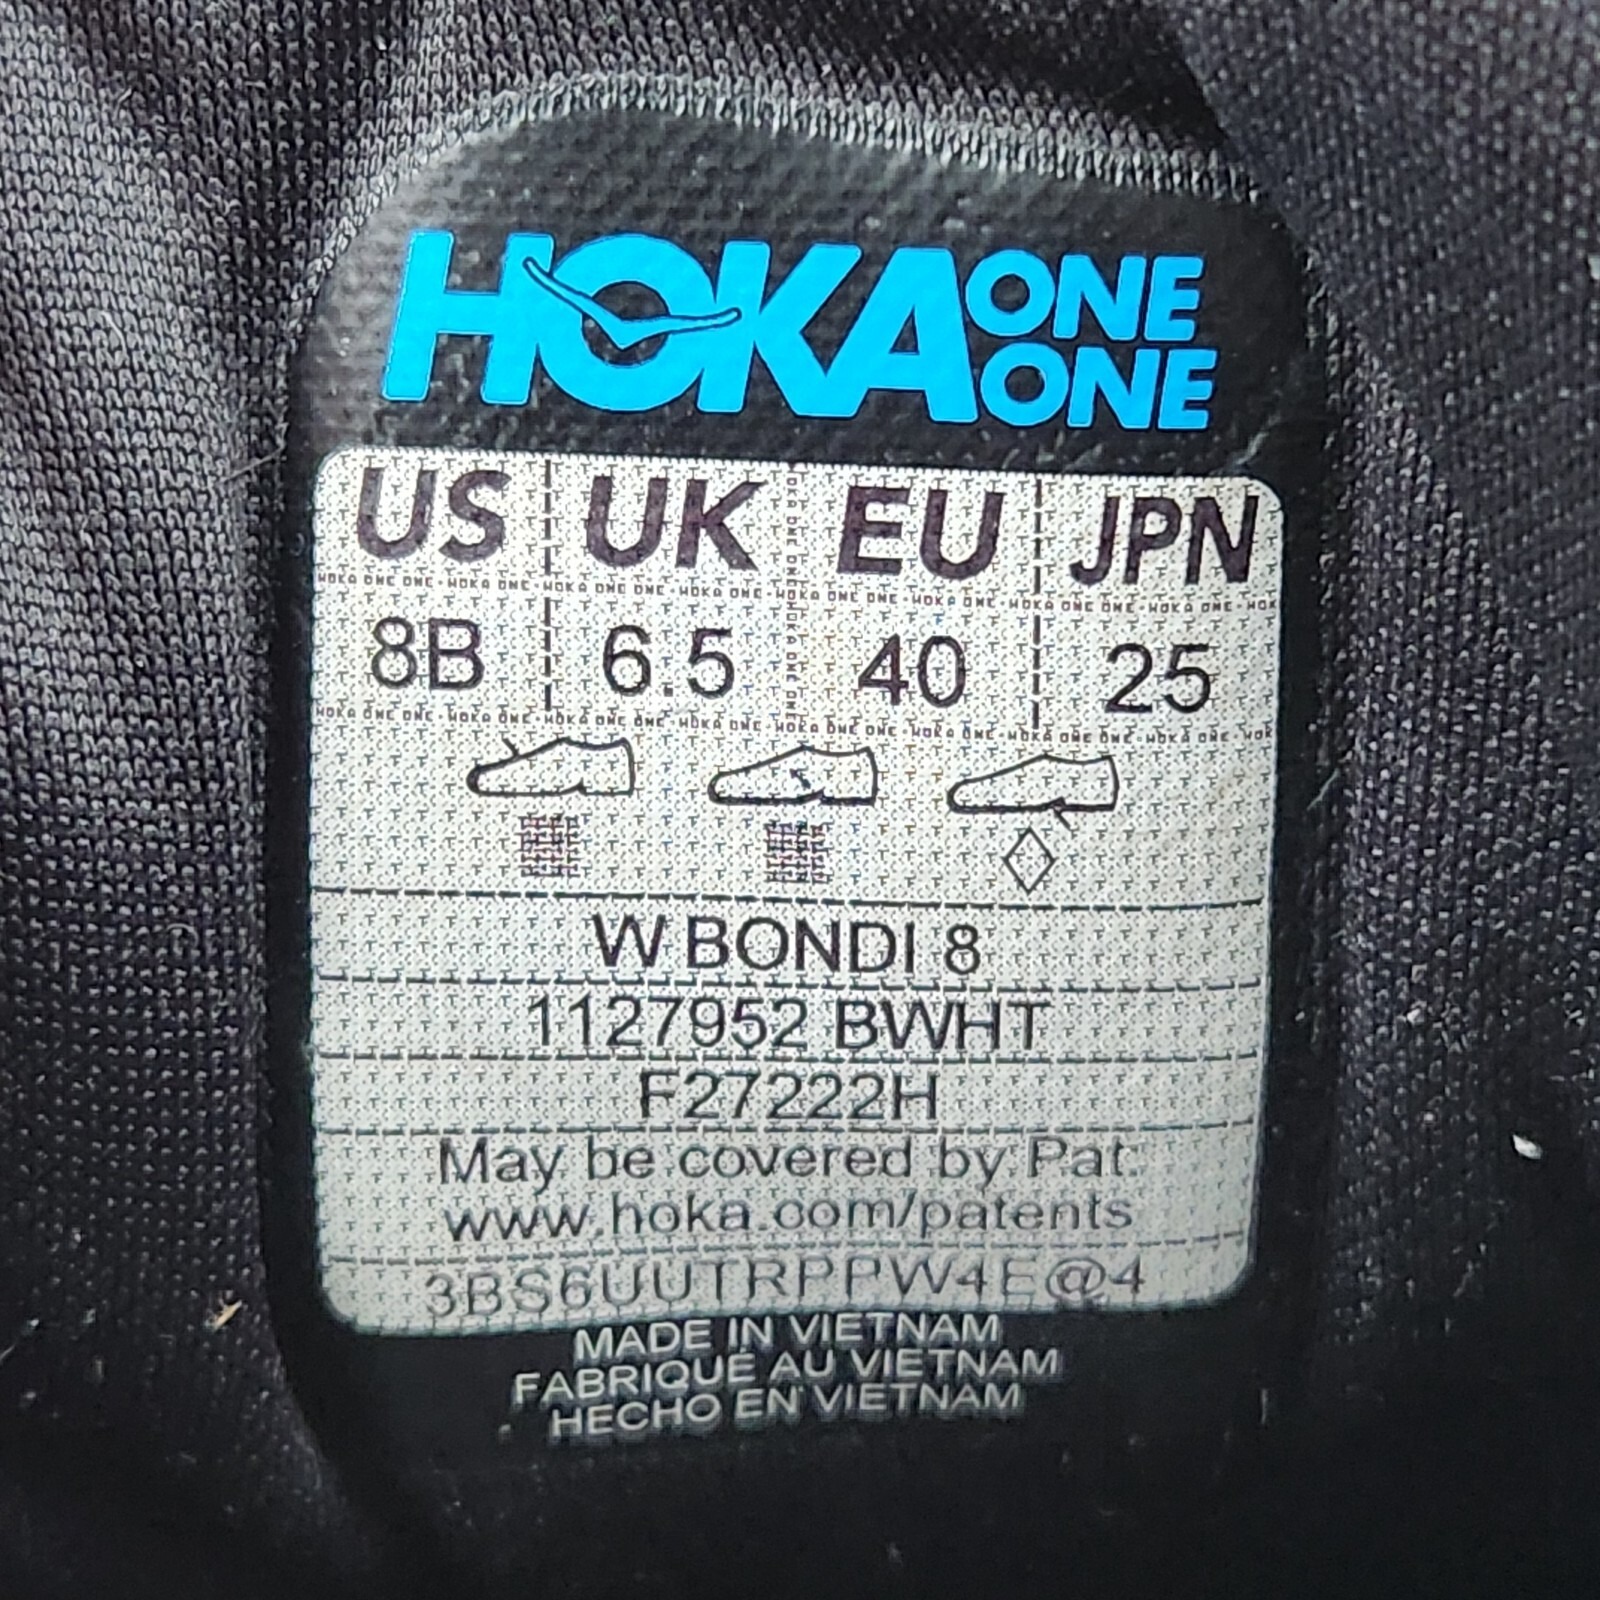 HOKA ONE ONE
US UK EU JPN
8B 6.5 40 25
W BONDI 8
1127952 BWHT
F27222H
May be covered by Pat:
www.hoka.com/patents
3BS6UUTRPPW4E@4
MADE IN VIETNAM
FABRIQUÉ AU VIETNAM
HECHO EN VIETNAM